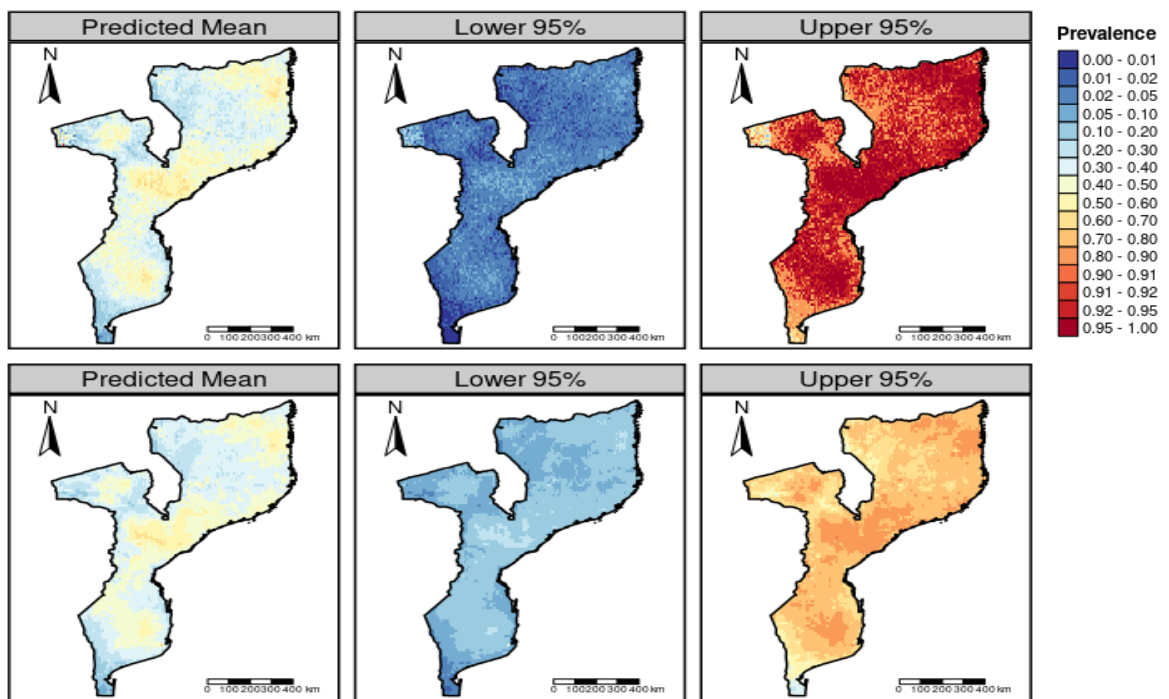 Predicted Mean
Lower 95%
Upper 95%
Prevalence
N
N
N
0.00 - 0.01
0.01 - 0.02
0.02 - 0.05
0.05 - 0.10
0.10 - 0.20
0.20 - 0.30
0.30 - 0.40
0.40 - 0.50
0.50 - 0.60
0.60 - 0.70
0.70 - 0.80
0.80 - 0.90
0.90 - 0.91
0.91 - 0.92
0.92 - 0.95
0.95 - 1.00
0 100 200 300 400 km
0 100 200 300 400 km
0 100 200 300 400 km
Predicted Mean
Lower 95%
Upper 95%
N
N
N
0 100 200 300 400 km
0 100 200 300 400 km
0 100 200 300 400 km